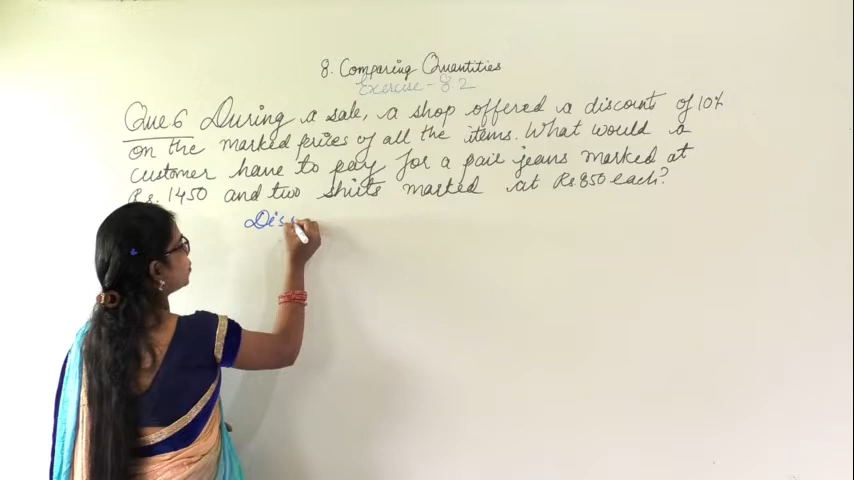 8. Comparing Quantities
Exercise - 8.2
Que 6 During a sale, a shop offered a discount of 10%
on the marked prices of all the items. What would a
customer have to pay for a pair jeans marked at
Rs. 1450 and two shirts marked at Rs. 850 each?
Dis